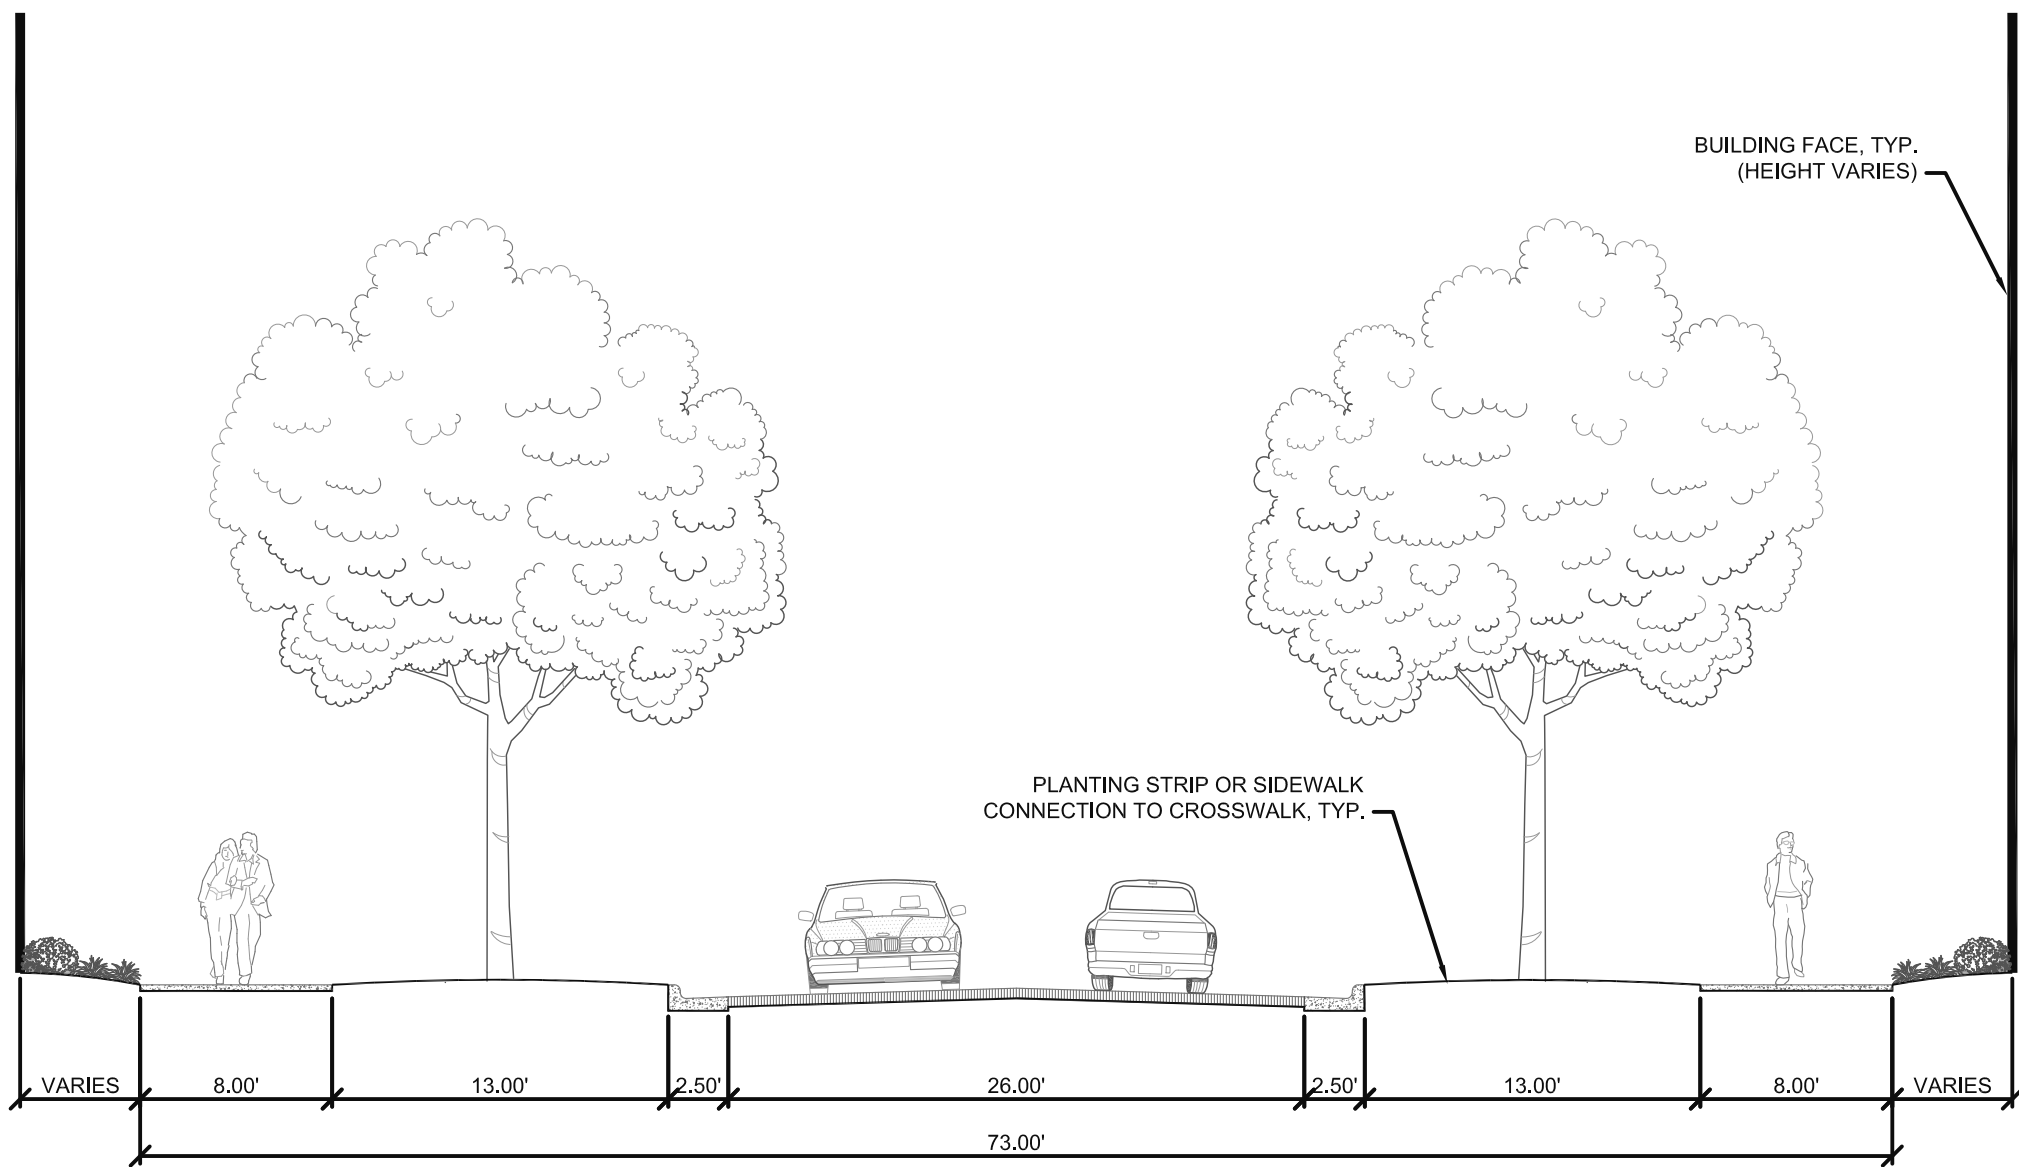 BUILDING FACE, TYP.
(HEIGHT VARIES)
PLANTING STRIP OR SIDEWALK
CONNECTION TO CROSSWALK, TYP.
VARIES 8.00' 13.00' 2.50' 26.00' 2.50' 13.00' 8.00' VARIES
73.00'